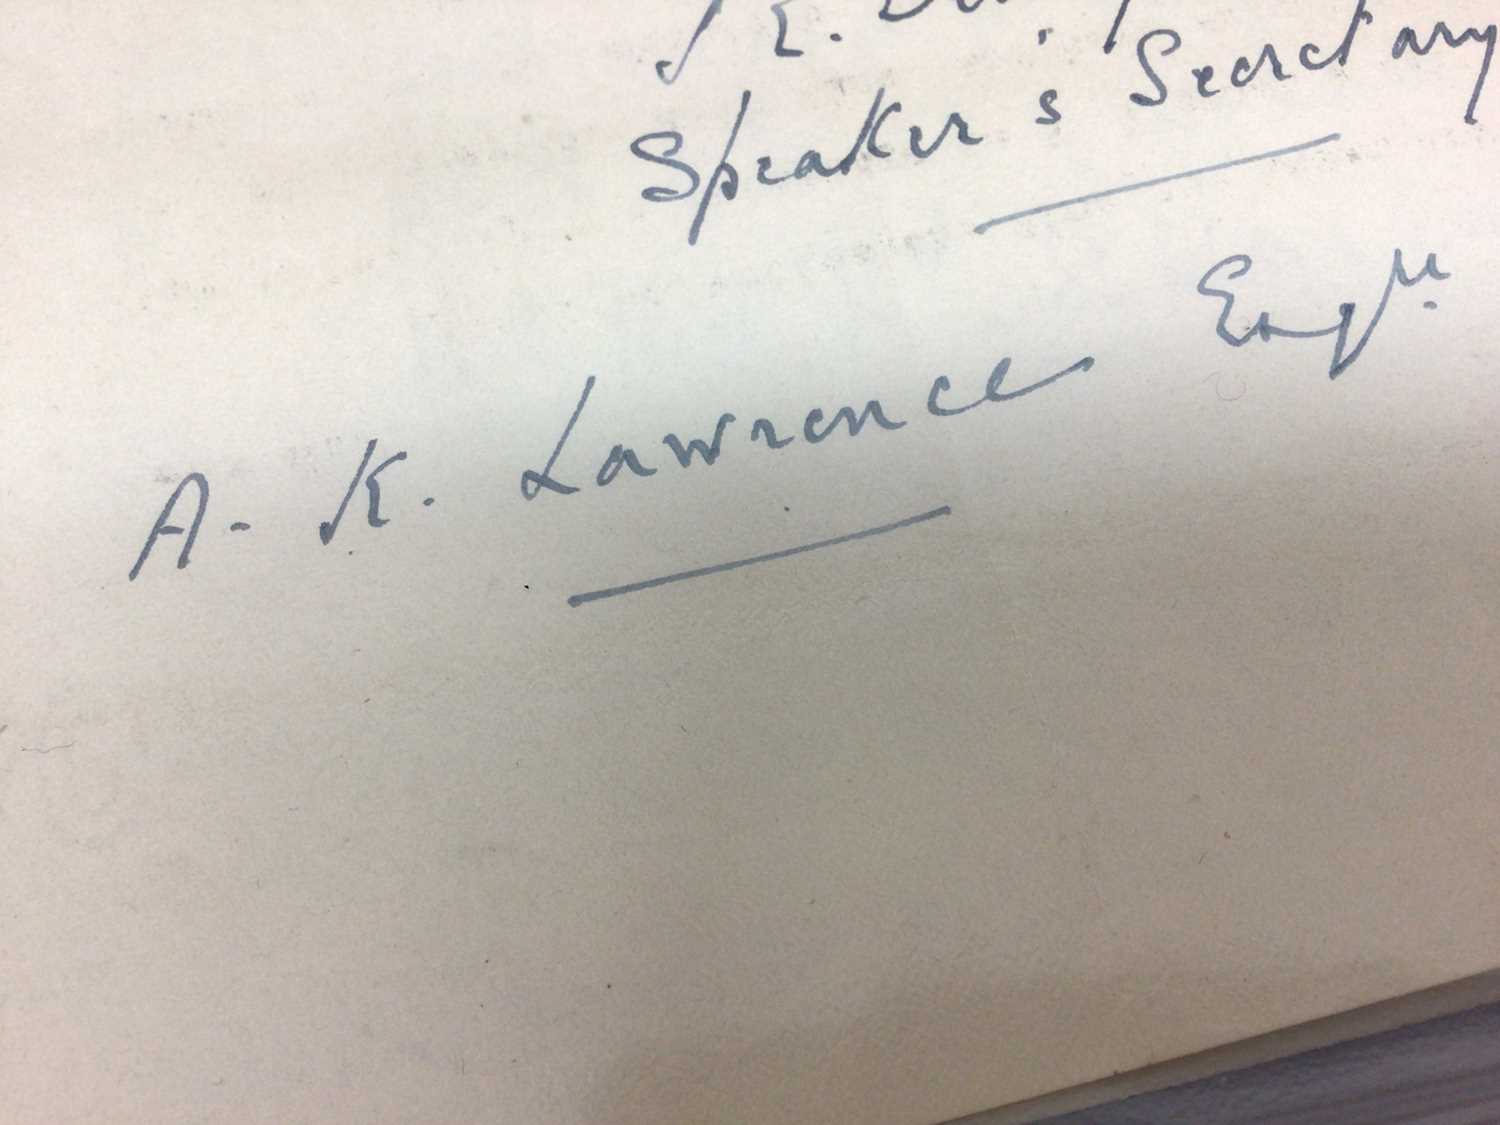 Speaker's Secretary
A. K. Lawrence Esqre.